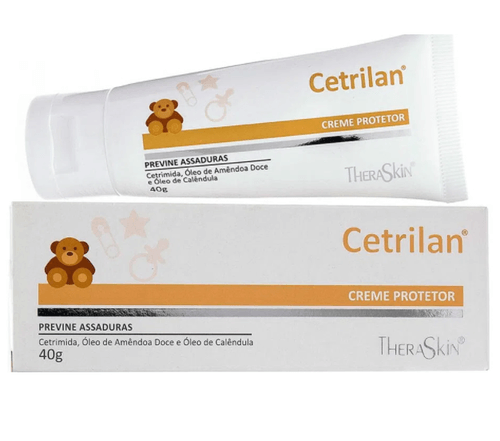 Cetrilan®
CREME PROTETOR
PREVINE ASSADURAS
Cetrimida, Óleo de Amêndoa Doce
e Óleo de Calêndula
40g
THERASKIN®
Cetrilan®
CREME PROTETOR
PREVINE ASSADURAS
Cetrimida, Óleo de Amêndoa Doce e Óleo de Calêndula
40g
THERASKIN®